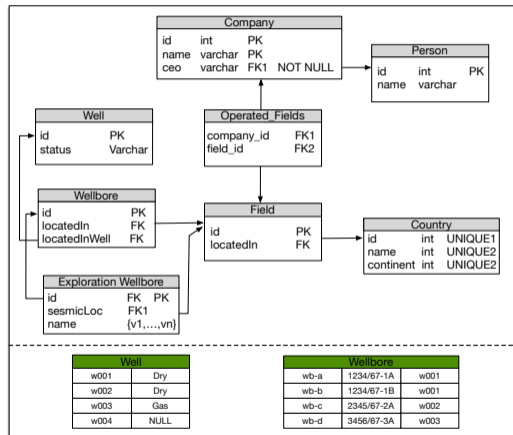 Company
id int PK
name varchar PK
ceo varchar FK1 NOT NULL
Person
id int PK
name varchar
Well
id PK
status Varchar
Operated_Fields
company_id FK1
field_id FK2
Wellbore
id PK
locatedIn FK
locatedInWell FK
Field
id PK
locatedIn FK
Country
id int UNIQUE1
name int UNIQUE2
continent int UNIQUE2
Exploration Wellbore
id FK PK
sesmicLoc FK1
name {v1,...,vn}
Well
w001 Dry
w002 Dry
w003 Gas
w004 NULL
Wellbore
wb-a 1234/67-1A w001
wb-b 1234/67-1B w001
wb-c 2345/67-2A w002
wb-d 3456/67-3A w003